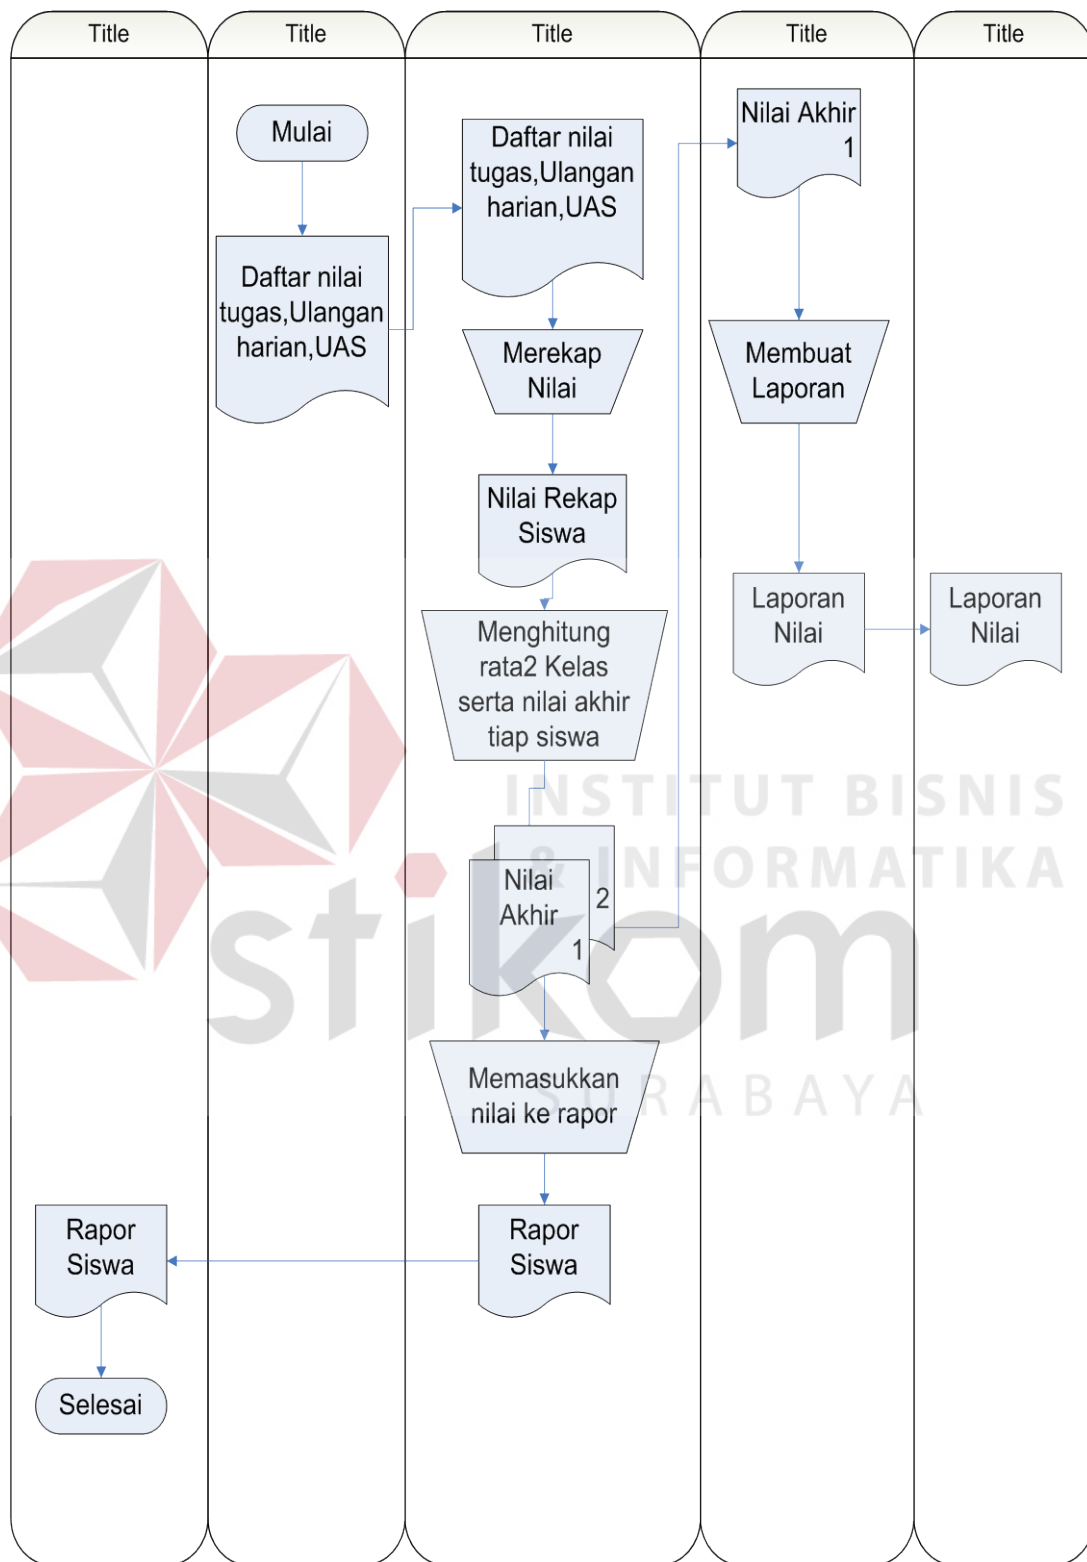 Title
Title
Title
Title
Title
Mulai
Daftar nilai
tugas,Ulangan
harian,UAS
Daftar nilai
tugas,Ulangan
harian,UAS
Merekap
Nilai
Nilai Rekap
Siswa
Menghitung
rata2 Kelas
serta nilai akhir
tiap siswa
Nilai
Akhir
1
2
Memasukkan
nilai ke rapor
Rapor
Siswa
Rapor
Siswa
Selesai
Nilai Akhir
1
Membuat
Laporan
Laporan
Nilai
Laporan
Nilai
INSTITUT BISNIS
& INFORMATIKA
stikom
SURABAYA